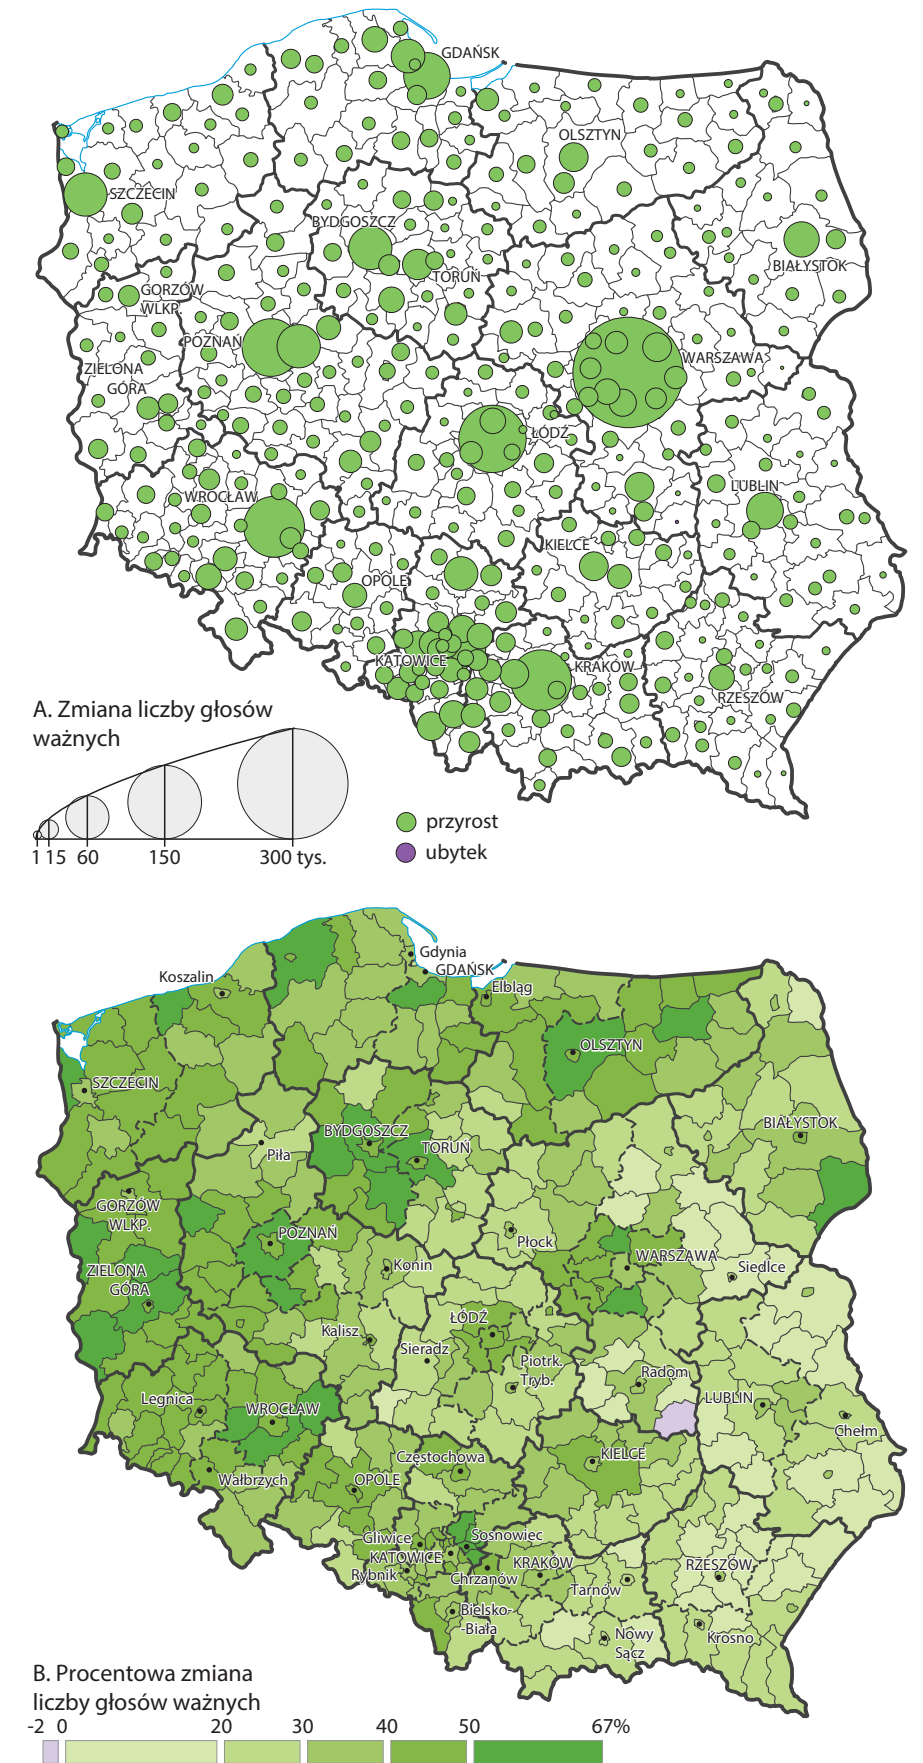 GDAŃSK
OLSZTYN
SZCZECIN
BYDGOSZCZ
BIAŁYSTOK
TORUŃ
GORZÓW
WLKP.
POZNAŃ
WARSZAWA
ZIELONA
GÓRA
ŁÓDŹ
LUBLIN
WROCŁAW
KIELCE
OPOLE
KATOWICE
KRAKÓW
RZESZÓW
A. Zmiana liczby głosów
ważnych
1 15 60 150 300 tys.
przyrost
ubytek
Gdynia
GDAŃSK
Koszalin
Elbląg
OLSZTYN
SZCZECIN
BIAŁYSTOK
BYDGOSZCZ
TORUŃ
Piła
GORZÓW
WLKP.
POZNAŃ
Płock
WARSZAWA
Siedlce
Konin
ZIELONA
GÓRA
ŁÓDŹ
Kalisz
Sieradz
Piotrk.
Tryb.
Radom
Legnica
WROCŁAW
LUBLIN
Chełm
KIELCE
Częstochowa
Wałbrzych
OPOLE
Gliwice
Sosnowiec
KATOWICE
KRAKÓW
RZESZÓW
Rybnik
Chrzanów
Tarnów
Bielsko-
-Biała
Nowy
Sącz
Krosno
B. Procentowa zmiana
liczby głosów ważnych
-2 0 20 30 40 50 67%